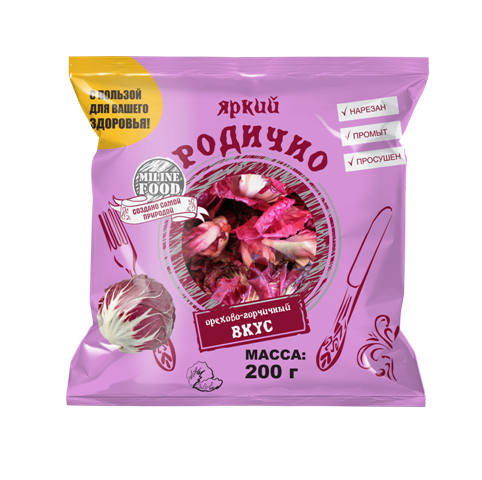 С ПОЛЬЗОЙ
ДЛЯ ВАШЕГО
ЗДОРОВЬЯ!
ЯРКИЙ
РОДИЧИО
НАРЕЗАН
ПРОМЫТ
ПРОСУШЕН
MILINE
FOOD
СОЗДАНО САМОЙ
ПРИРОДОЙ
орехово-горчичный
ВКУС
МАССА:
200 г